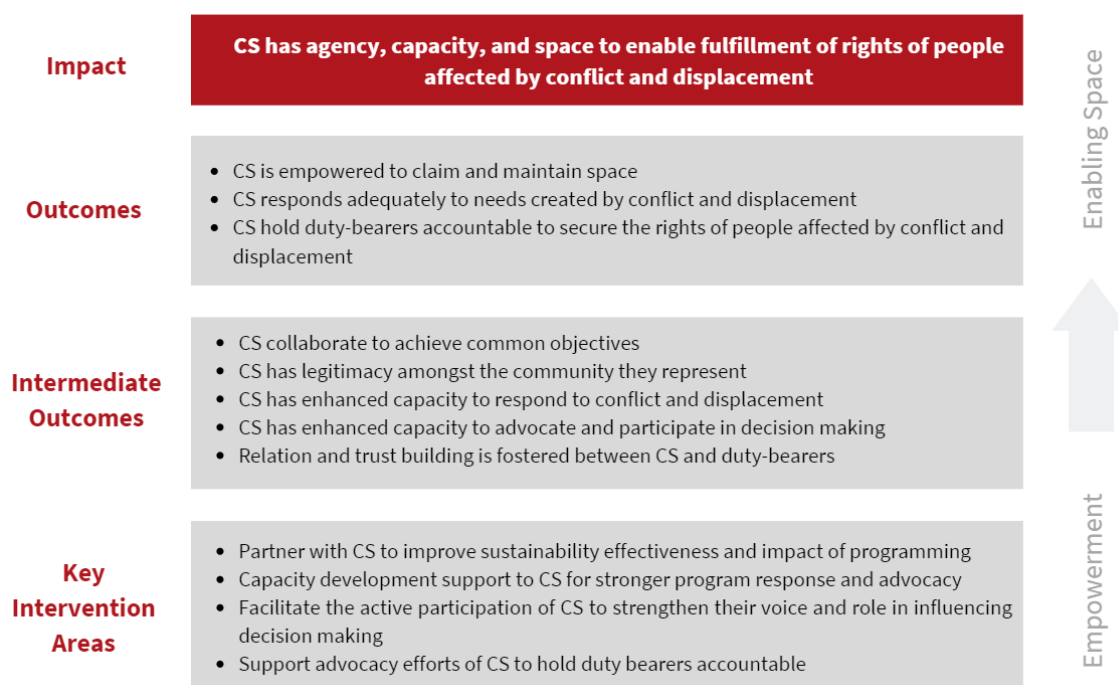 Impact
CS has agency, capacity, and space to enable fulfillment of rights of people
affected by conflict and displacement
Outcomes
• CS is empowered to claim and maintain space
• CS responds adequately to needs created by conflict and displacement
• CS hold duty-bearers accountable to secure the rights of people affected by conflict and
displacement
Intermediate
Outcomes
• CS collaborate to achieve common objectives
• CS has legitimacy amongst the community they represent
• CS has enhanced capacity to respond to conflict and displacement
• CS has enhanced capacity to advocate and participate in decision making
• Relation and trust building is fostered between CS and duty-bearers
Key
Intervention
Areas
• Partner with CS to improve sustainability effectiveness and impact of programming
• Capacity development support to CS for stronger program response and advocacy
• Facilitate the active participation of CS to strengthen their voice and role in influencing
decision making
• Support advocacy efforts of CS to hold duty bearers accountable
Enabling Space
Empowerment